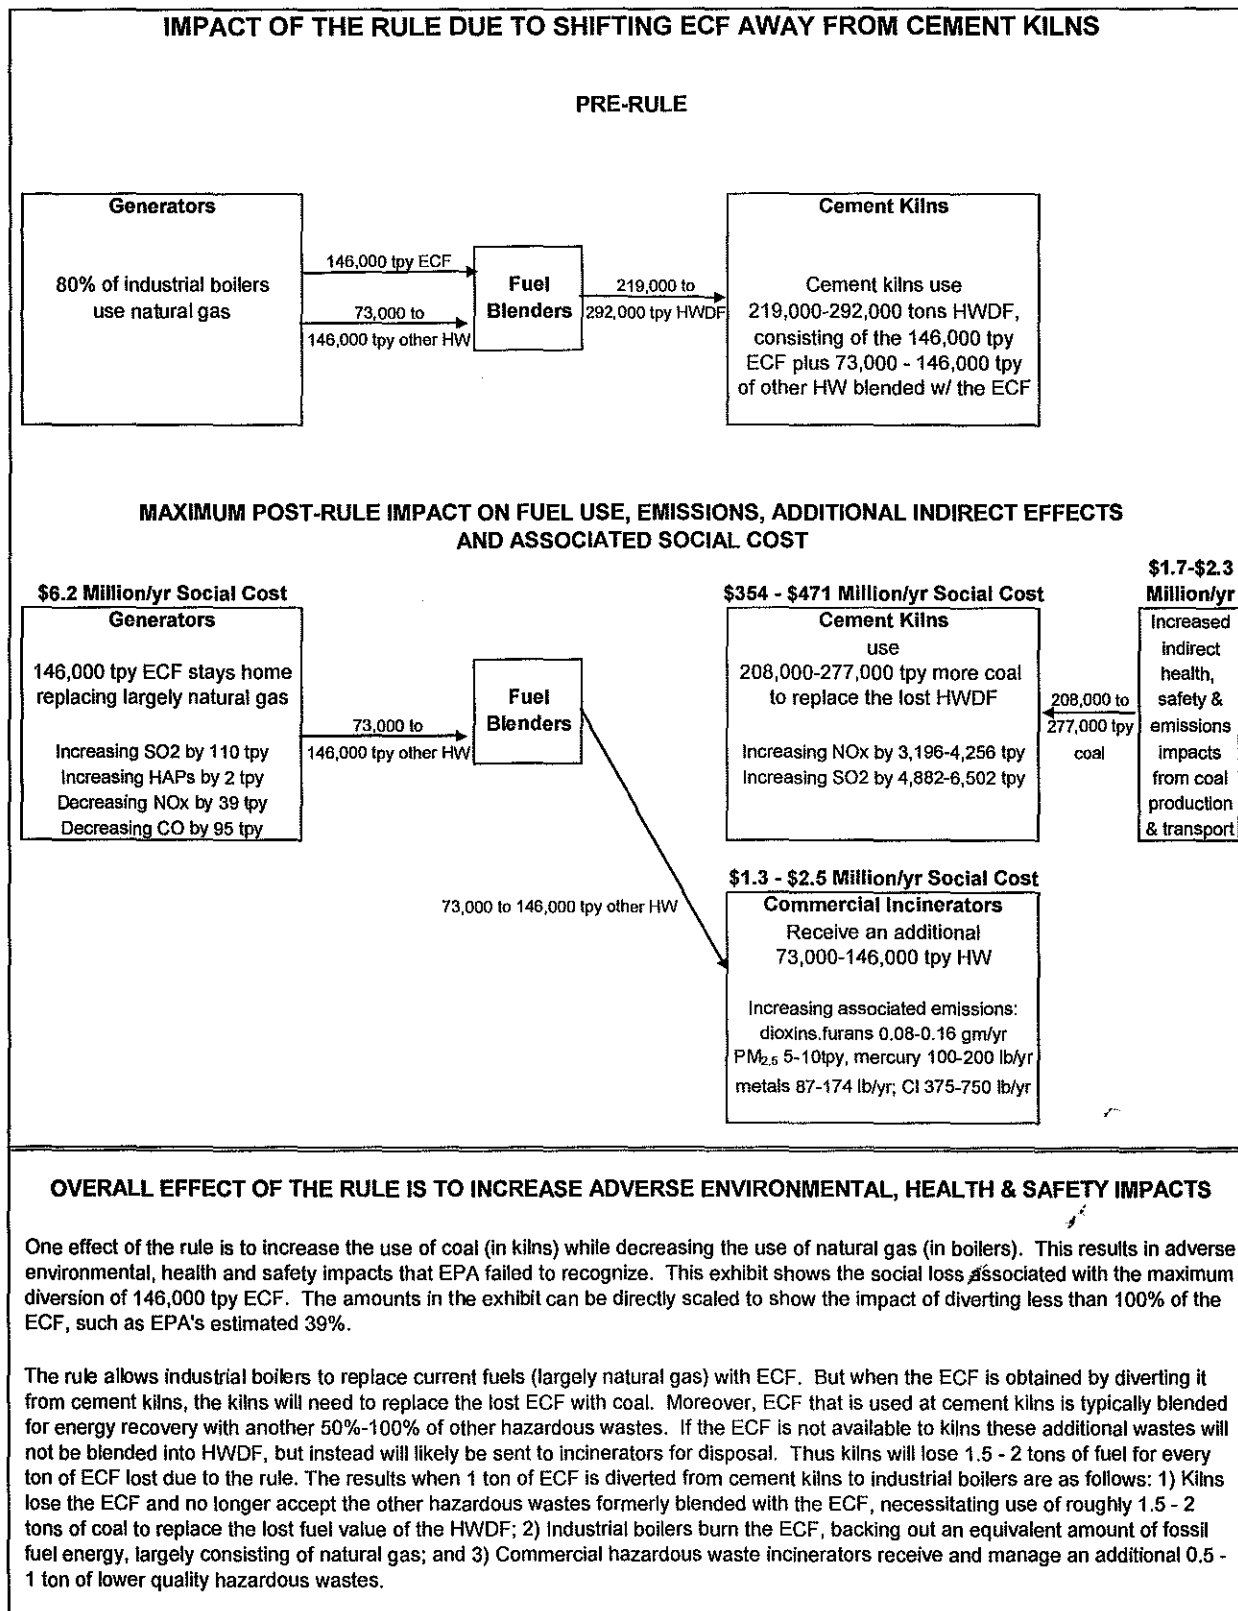 IMPACT OF THE RULE DUE TO SHIFTING ECF AWAY FROM CEMENT KILNS
PRE-RULE
Generators
80% of industrial boilers
use natural gas
146,000 tpy ECF
73,000 to
146,000 tpy other HW
Fuel
Blenders
219,000 to
292,000 tpy HWDF
Cement Kilns
Cement kilns use
219,000-292,000 tons HWDF,
consisting of the 146,000 tpy
ECF plus 73,000 - 146,000 tpy
of other HW blended w/ the ECF
MAXIMUM POST-RULE IMPACT ON FUEL USE, EMISSIONS, ADDITIONAL INDIRECT EFFECTS
AND ASSOCIATED SOCIAL COST
$6.2 Million/yr Social Cost
Generators
146,000 tpy ECF stays home
replacing largely natural gas
Increasing SO2 by 110 tpy
Increasing HAPs by 2 tpy
Decreasing NOx by 39 tpy
Decreasing CO by 95 tpy
73,000 to
146,000 tpy other HW
Fuel
Blenders
$354 - $471 Million/yr Social Cost
Cement Kilns
use
208,000-277,000 tpy more coal
to replace the lost HWDF
Increasing NOx by 3,196-4,256 tpy
Increasing SO2 by 4,882-6,502 tpy
208,000 to
277,000 tpy
coal
$1.7-$2.3
Million/yr
Increased
indirect
health,
safety &
emissions
impacts
from coal
production
& transport
73,000 to 146,000 tpy other HW
$1.3 - $2.5 Million/yr Social Cost
Commercial Incinerators
Receive an additional
73,000-146,000 tpy HW
Increasing associated emissions:
dioxins.furans 0.08-0.16 gm/yr
PM2.5 5-10tpy, mercury 100-200 lb/yr
metals 87-174 lb/yr; Cl 375-750 lb/yr
OVERALL EFFECT OF THE RULE IS TO INCREASE ADVERSE ENVIRONMENTAL, HEALTH & SAFETY IMPACTS
One effect of the rule is to increase the use of coal (in kilns) while decreasing the use of natural gas (in boilers). This results in adverse
environmental, health and safety impacts that EPA failed to recognize. This exhibit shows the social loss associated with the maximum
diversion of 146,000 tpy ECF. The amounts in the exhibit can be directly scaled to show the impact of diverting less than 100% of the
ECF, such as EPA's estimated 39%.
The rule allows industrial boilers to replace current fuels (largely natural gas) with ECF. But when the ECF is obtained by diverting it
from cement kilns, the kilns will need to replace the lost ECF with coal. Moreover, ECF that is used at cement kilns is typically blended
for energy recovery with another 50%-100% of other hazardous wastes. If the ECF is not available to kilns these additional wastes will
not be blended into HWDF, but instead will likely be sent to incinerators for disposal. Thus kilns will lose 1.5 - 2 tons of fuel for every
ton of ECF lost due to the rule. The results when 1 ton of ECF is diverted from cement kilns to industrial boilers are as follows: 1) Kilns
lose the ECF and no longer accept the other hazardous wastes formerly blended with the ECF, necessitating use of roughly 1.5 - 2
tons of coal to replace the lost fuel value of the HWDF; 2) Industrial boilers burn the ECF, backing out an equivalent amount of fossil
fuel energy, largely consisting of natural gas; and 3) Commercial hazardous waste incinerators receive and manage an additional 0.5 -
1 ton of lower quality hazardous wastes.